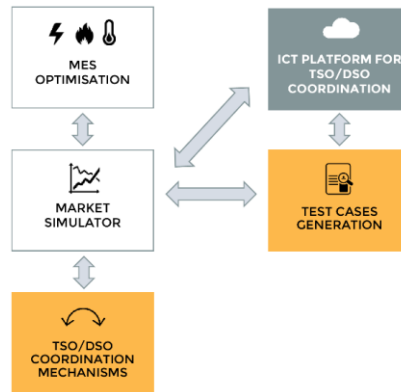 MES
OPTIMISATION
ICT PLATFORM FOR
TSO/DSO
COORDINATION
MARKET
SIMULATOR
TEST CASES
GENERATION
TSO/DSO
COORDINATION
MECHANISMS